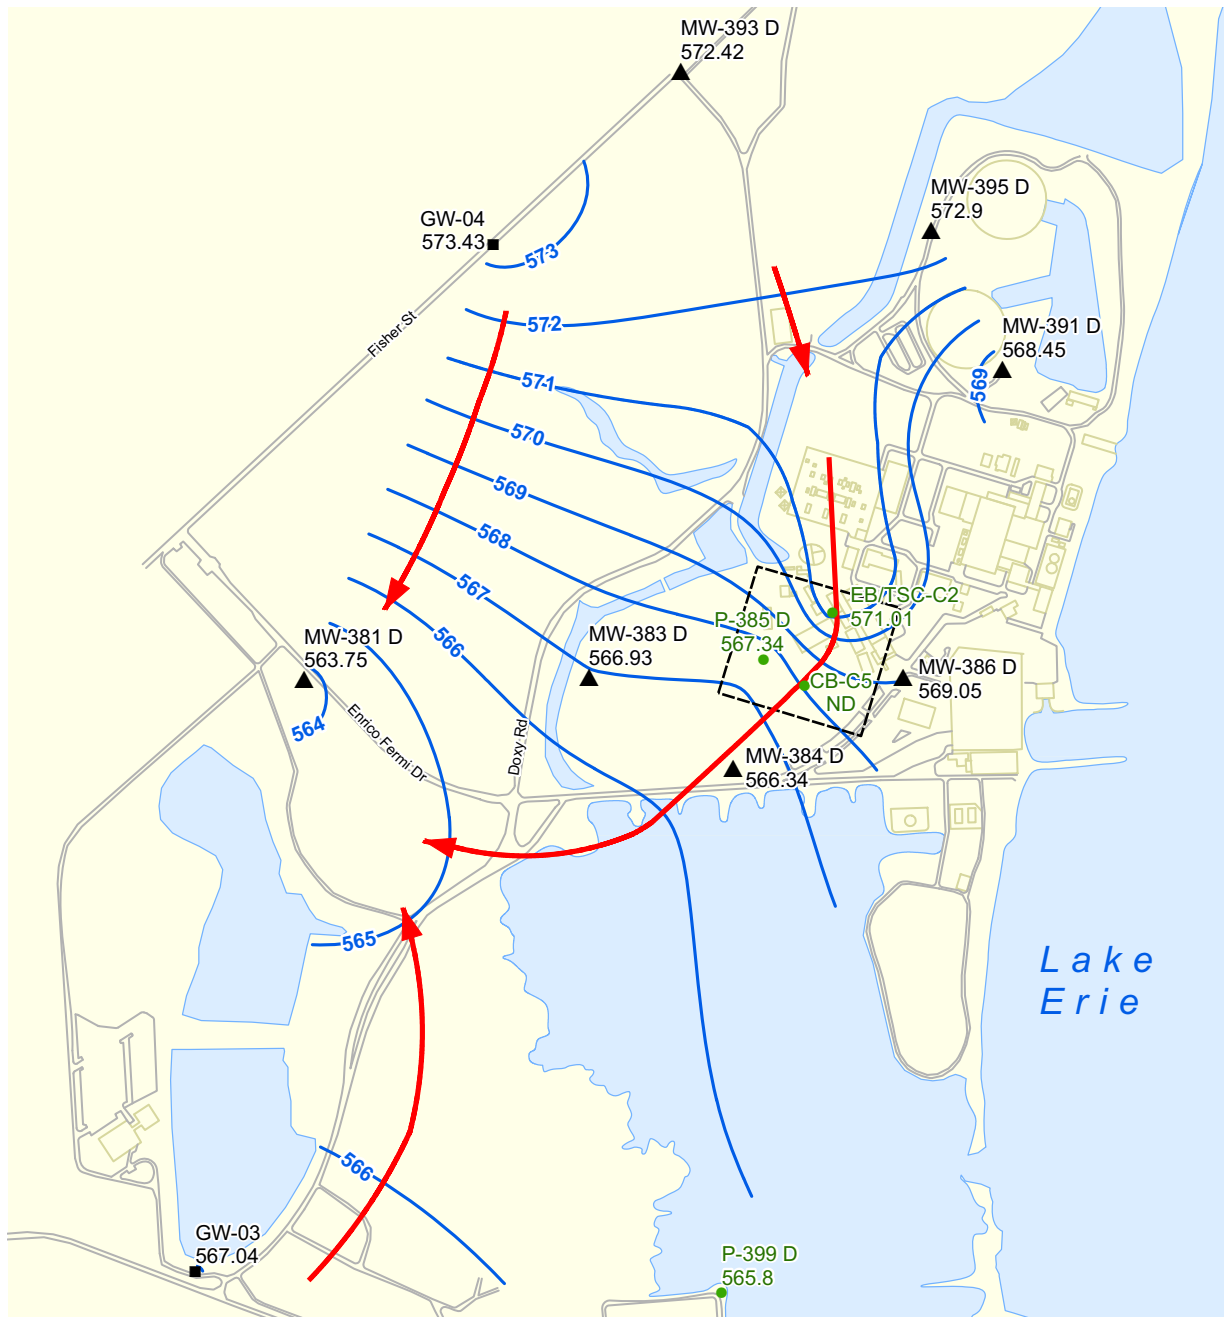 MW-393 D
572.42
MW-395 D
572.9
GW-04
573.43
573
572
MW-391 D
568.45
Fisher St
571
569
570
569
568
567
EB/TSC-C2
571.01
P-385 D
567.34
MW-381 D
563.75
566
MW-383 D
566.93
MW-386 D
569.05
CB-C5
ND
564
Enrico Fermi Dr
Doxy Rd
MW-384 D
566.34
565
Lake
Erie
566
GW-03
567.04
P-399 D
565.8